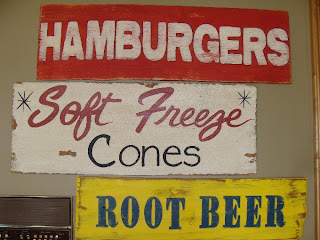 HAMBURGERS
Soft Freeze
Cones
ROOT BEER